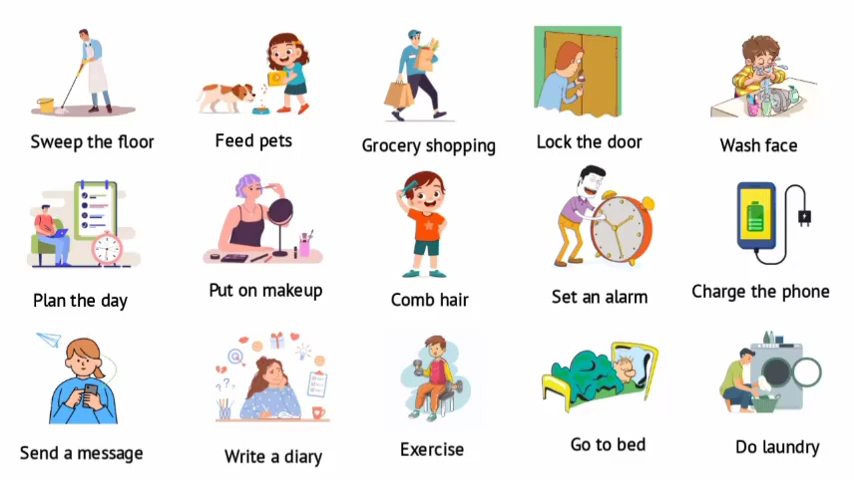 Sweep the floor
Feed pets
Grocery shopping
Lock the door
Wash face
Plan the day
Put on makeup
Comb hair
Set an alarm
Charge the phone
Send a message
Write a diary
Exercise
Go to bed
Do laundry